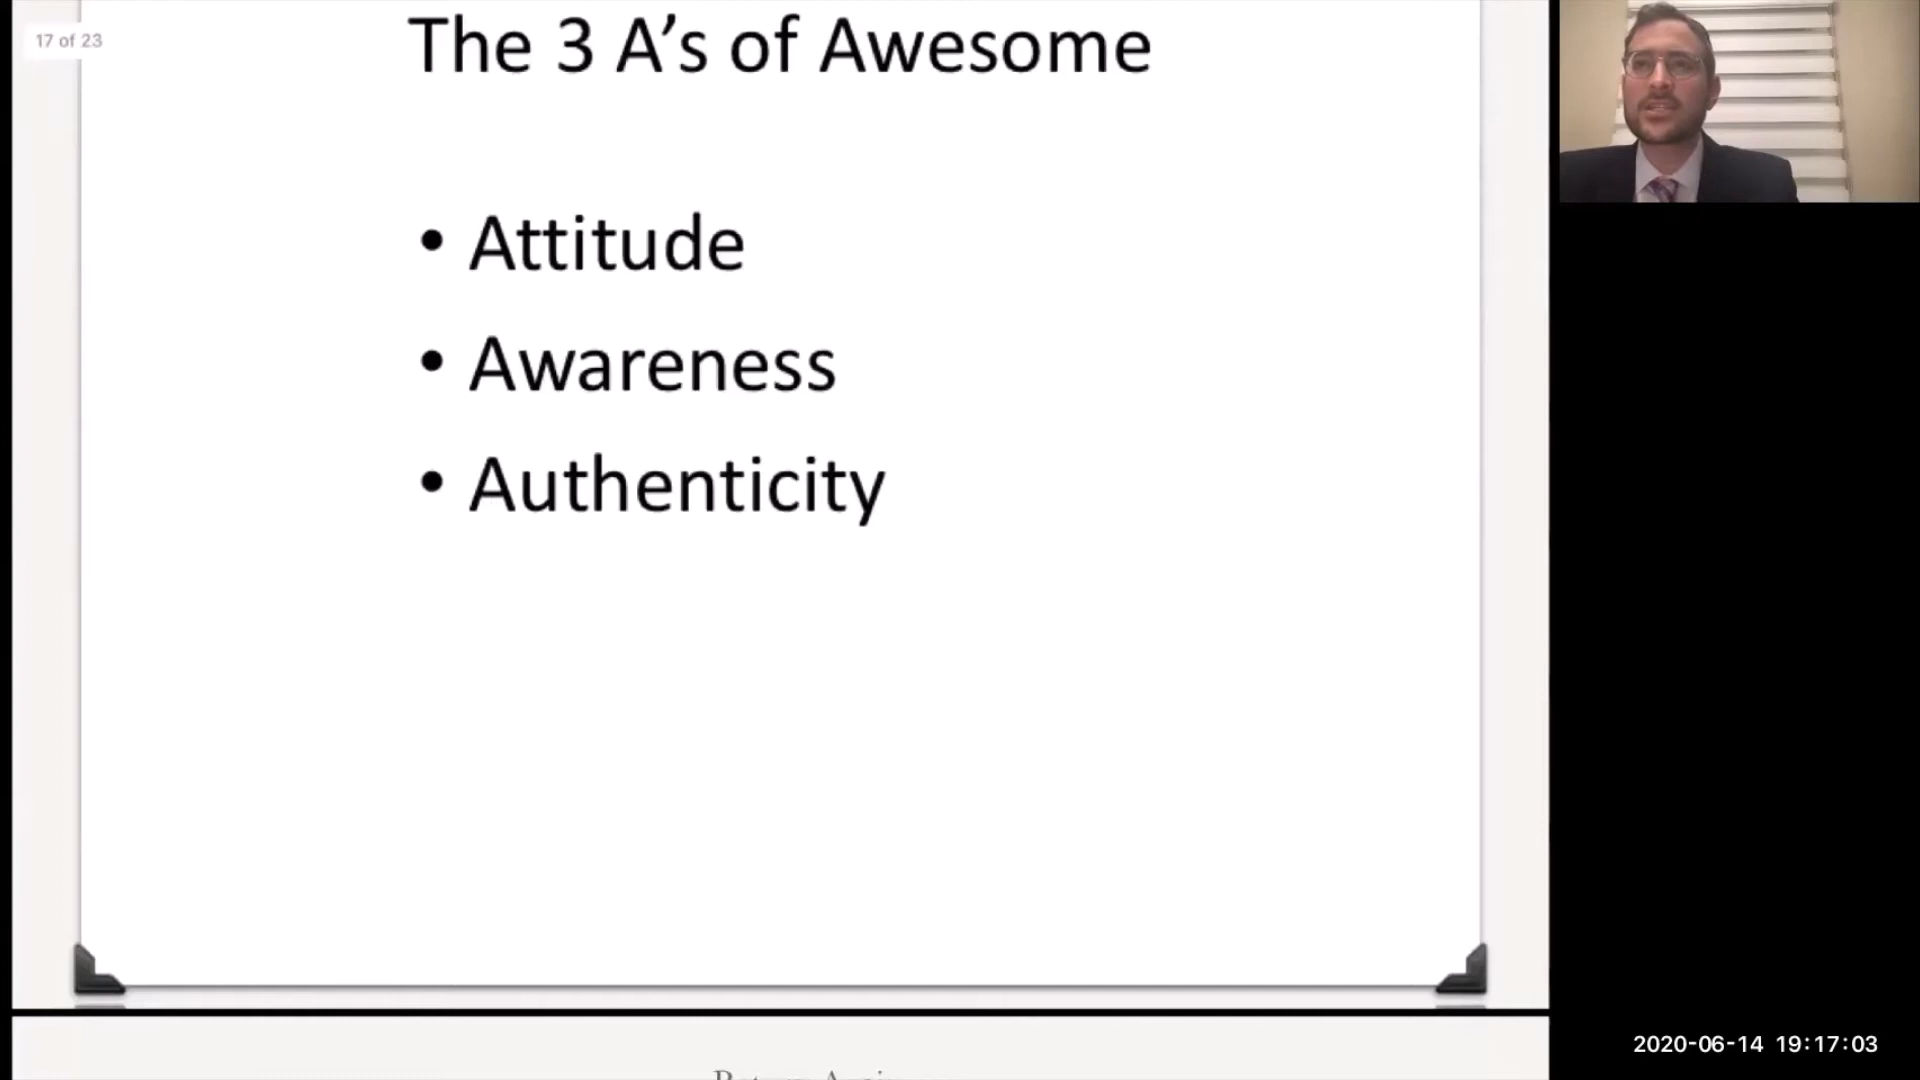 17 of 23
The 3 A’s of Awesome
• Attitude
• Awareness
• Authenticity
2020-06-14 19:17:03